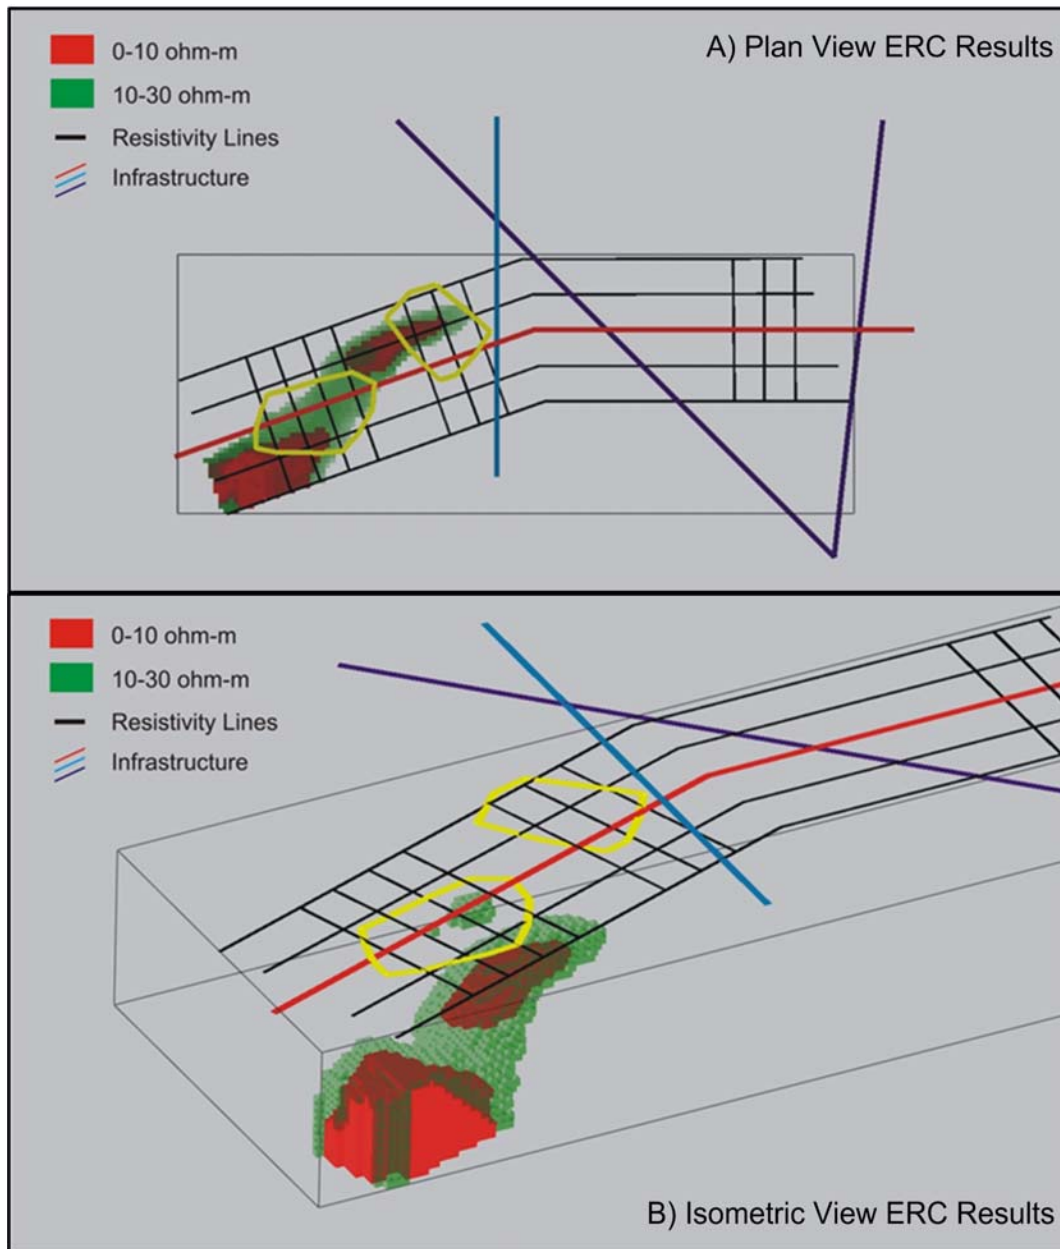 A) Plan View ERC Results
0-10 ohm-m
10-30 ohm-m
Resistivity Lines
Infrastructure
0-10 ohm-m
10-30 ohm-m
Resistivity Lines
Infrastructure
B) Isometric View ERC Results